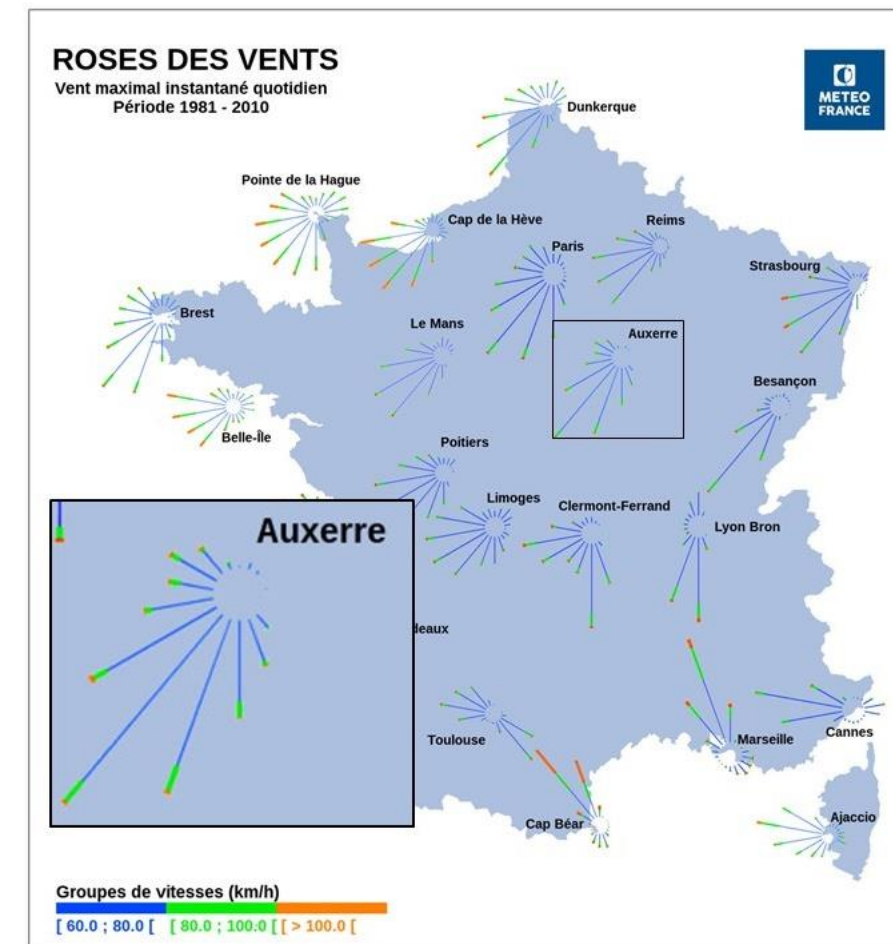 ROSES DES VENTS
Vent maximal instantané quotidien
Période 1981 - 2010
METEO
FRANCE
Dunkerque
Pointe de la Hague
Cap de la Hève
Reims
Paris
Strasbourg
Brest
Le Mans
Auxerre
Besançon
Belle-Île
Poitiers
Limoges
Clermont-Ferrand
Lyon Bron
Auxerre
deaux
Toulouse
Marseille
Cannes
Cap Béar
Ajaccio
Groupes de vitesses (km/h)
[ 60.0 ; 80.0 [ [ 80.0 ; 100.0 [ [ > 100.0 [